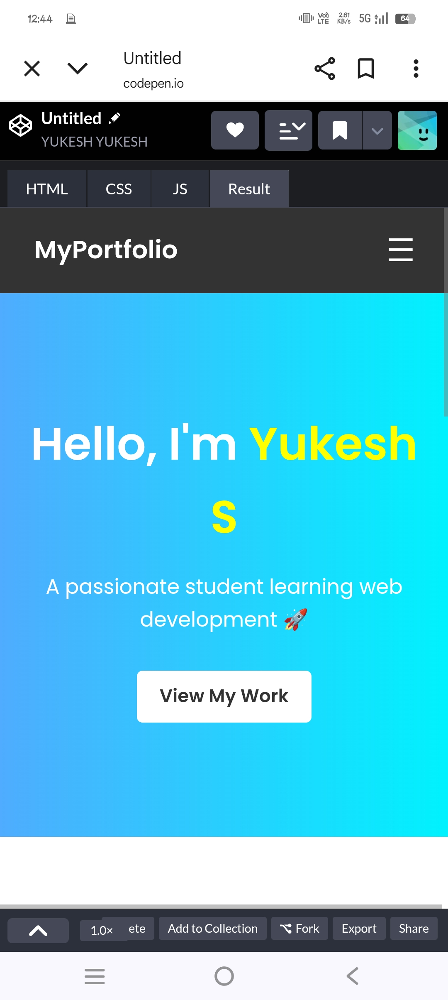 12:44
Vo)) LTE 2.61 KB/s 5G 64
Untitled
codepen.io
Untitled
YUKESH YUKESH
HTML CSS JS Result
MyPortfolio
Hello, I'm Yukesh
S
A passionate student learning web
development 🚀
View My Work
1.0× ete Add to Collection Fork Export Share